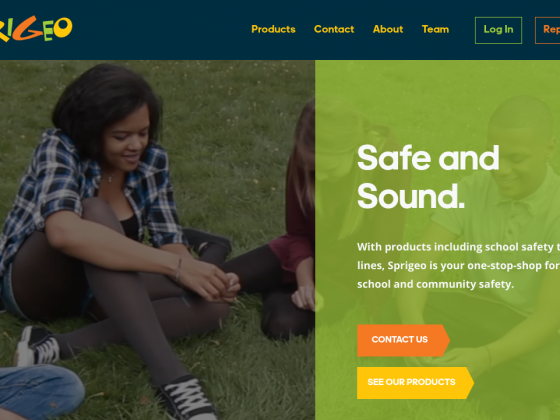 RIGEO
Products Contact About Team Log In Rep
Safe and
Sound.
With products including school safety t
lines, Sprigeo is your one-stop-shop for
school and community safety.
CONTACT US
SEE OUR PRODUCTS